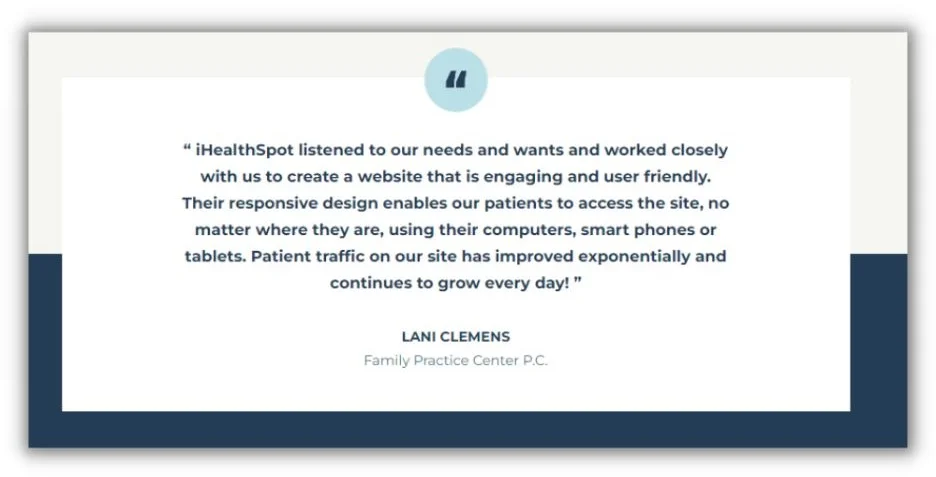 “
“ iHealthSpot listened to our needs and wants and worked closely
with us to create a website that is engaging and user friendly.
Their responsive design enables our patients to access the site, no
matter where they are, using their computers, smart phones or
tablets. Patient traffic on our site has improved exponentially and
continues to grow every day! ”
LANI CLEMENS
Family Practice Center P.C.